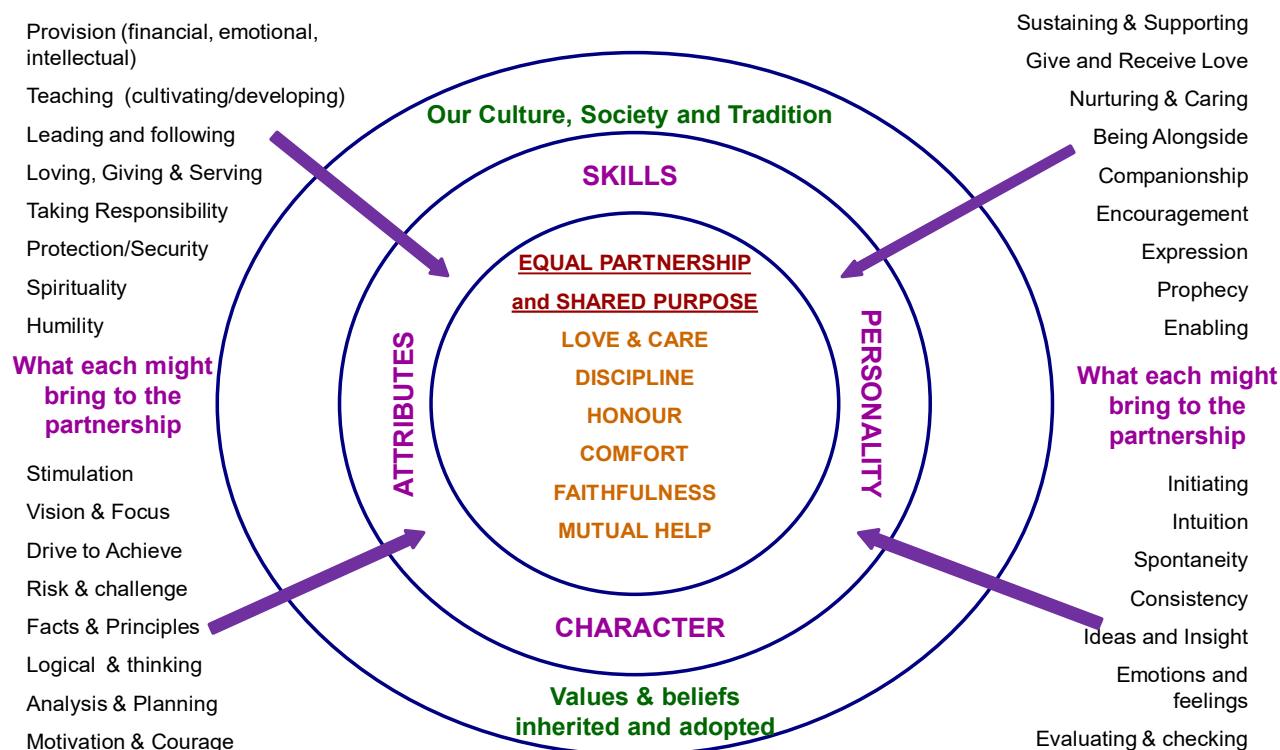 Provision (financial, emotional,
intellectual)
Teaching  (cultivating/developing)
Leading and following
Loving, Giving & Serving
Taking Responsibility
Protection/Security
Spirituality
Humility
What each might
bring to the
partnership
Stimulation
Vision & Focus
Drive to Achieve
Risk & challenge
Facts & Principles
Logical  & thinking
Analysis & Planning
Motivation & Courage
Our Culture, Society and Tradition
SKILLS
ATTRIBUTES
EQUAL PARTNERSHIP
and SHARED PURPOSE
LOVE & CARE
DISCIPLINE
HONOUR
COMFORT
FAITHFULNESS
MUTUAL HELP
PERSONALITY
CHARACTER
Values & beliefs
inherited and adopted
Sustaining & Supporting
Give and Receive Love
Nurturing & Caring
Being Alongside
Companionship
Encouragement
Expression
Prophecy
Enabling
What each might
bring to the
partnership
Initiating
Intuition
Spontaneity
Consistency
Ideas and Insight
Emotions and
feelings
Evaluating & checking